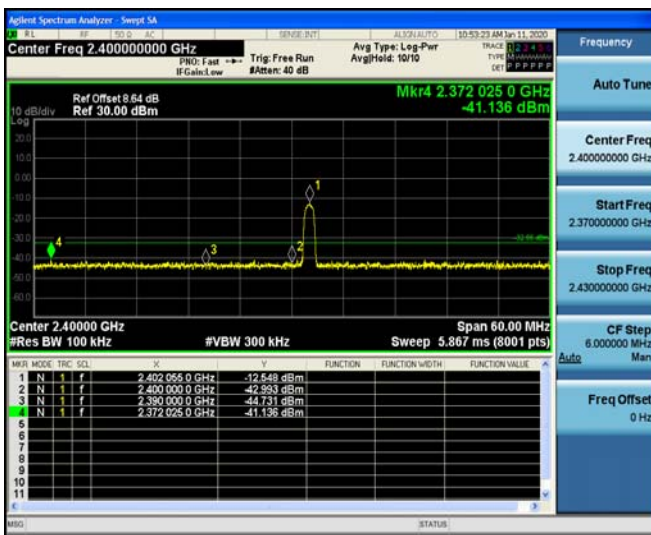 Agilent Spectrum Analyzer - Swept SA
RL RF 50 Ω AC SENSE:INT ALIGN AUTO 10:53:23 AM Jan 11, 2020
Center Freq 2.400000000 GHz
PNO: Fast
IFGain:Low
Trig: Free Run
#Atten: 40 dB
Avg Type: Log-Pwr
Avg|Hold: 10/10
TRACE 1 2 3 4 5 6
TYPE M
DET P P P P P P
Frequency
Mkr4 2.372 025 0 GHz
-41.136 dBm
Ref Offset 8.64 dB
Ref 30.00 dBm
10 dB/div
Log
20.0
10.0
0.00
-10.0
-20.0
-30.0
-40.0
-50.0
-60.0
1
2
3
4
Center 2.40000 GHz
#Res BW 100 kHz
#VBW 300 kHz
Span 60.00 MHz
Sweep 5.867 ms (8001 pts)
MKR MODE TRC SCL X Y FUNCTION FUNCTION WIDTH FUNCTION VALUE
1 N 1 f 2.402 055 0 GHz -12.549 dBm
2 N 1 f 2.400 000 0 GHz -42.993 dBm
3 N 1 f 2.390 000 0 GHz -44.731 dBm
4 N 1 f 2.372 025 0 GHz -41.136 dBm
5
6
7
8
9
10
11
MSG STATUS
Auto Tune
Center Freq
2.400000000 GHz
Start Freq
2.370000000 GHz
Stop Freq
2.430000000 GHz
CF Step
6.000000 MHz
Auto Man
Freq Offset
0 Hz